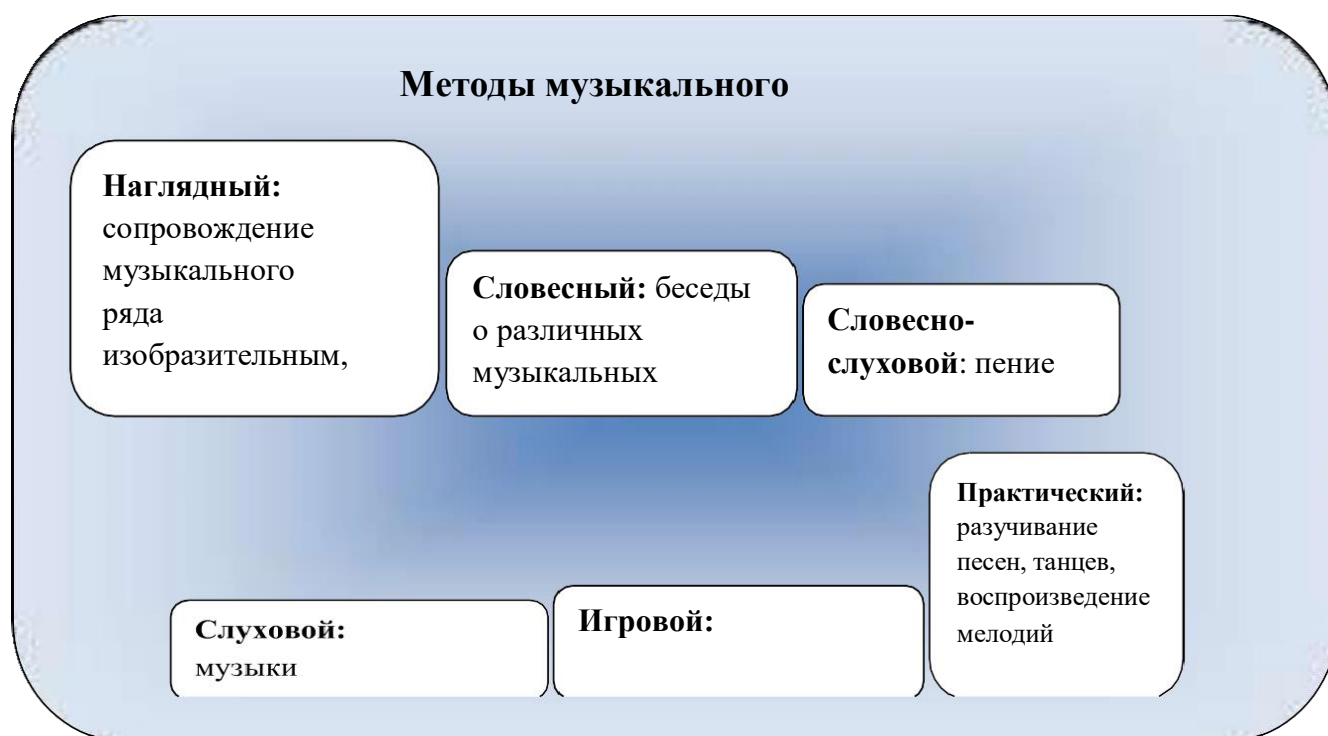 Методы музыкального
Наглядный:
сопровождение
музыкального
ряда
изобразительным,
Словесный: беседы
о различных
музыкальных
Словесно-
слуховой: пение
Слуховой:
музыки
Игровой:
Практический:
разучивание
песен, танцев,
воспроизведение
мелодий